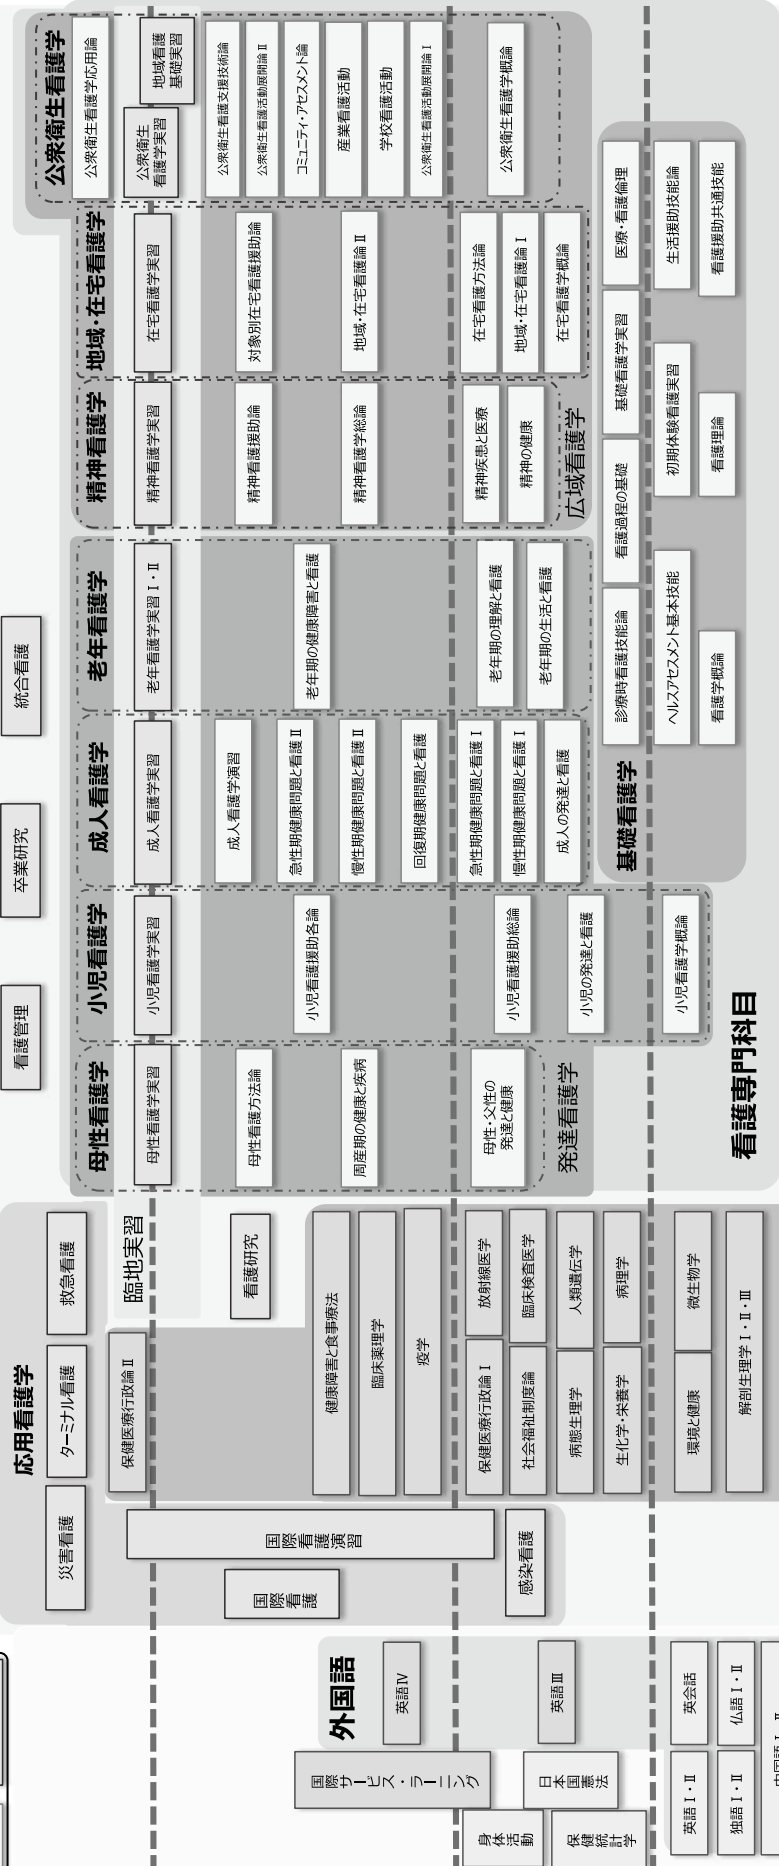 統合看護
卒業研究
看護管理
公衆衛生看護学
公衆衛生看護学応用論
地域看護
基礎実習
公衆衛生
看護学実習
公衆衛生看護支援技術論
公衆衛生看護活動展開論Ⅱ
コミュニティ・アセスメント論
産業看護活動
学校看護活動
公衆衛生看護活動展開論Ⅰ
公衆衛生看護学概論
地域・在宅看護学
在宅看護学実習
対象別在宅看護援助論
地域・在宅看護論Ⅱ
在宅看護方法論
地域・在宅看護論Ⅰ
在宅看護学概論
精神看護学
精神看護学実習
精神看護援助論
精神看護学総論
精神疾患と医療
精神の健康
広域看護学
老年看護学
老年看護学実習Ⅰ・Ⅱ
老年期の健康障害と看護
老年期の理解と看護
老年期の生活と看護
成人看護学
成人看護学実習
成人看護学演習
急性期健康問題と看護Ⅱ
慢性期健康問題と看護Ⅱ
回復期健康問題と看護
急性期健康問題と看護Ⅰ
慢性期健康問題と看護Ⅰ
成人の発達と看護
小児看護学
小児看護学実習
小児看護援助各論
小児看護援助総論
小児の発達と看護
小児看護学概論
母性看護学
母性看護学実習
母性看護方法論
周産期の健康と疾病
母性・父性の
発達と健康
発達看護学
基礎看護学
医療・看護倫理
基礎看護学実習
看護過程の基礎
診療時看護技能論
生活援助技能論
初期体験看護実習
ヘルスアセスメント基本技能
看護援助共通技能
看護理論
看護学概論
看護専門科目
臨地実習
看護研究
応用看護学
救急看護
ターミナル看護
災害看護
保健医療行政論Ⅱ
健康障害と食事療法
臨床薬理学
疫学
放射線医学
保健医療行政論Ⅰ
臨床検査医学
社会福祉制度論
人類遺伝学
病態生理学
病理学
生化学・栄養学
微生物学
環境と健康
解剖生理学Ⅰ・Ⅱ・Ⅲ
国際看護演習
国際看護
感染看護
外国語
英語Ⅳ
英語Ⅲ
英会話
仏語Ⅰ・Ⅱ
英語Ⅰ・Ⅱ
独語Ⅰ・Ⅱ
国際サービス・ラーニング
日本国憲法
身体活動
保健統計学